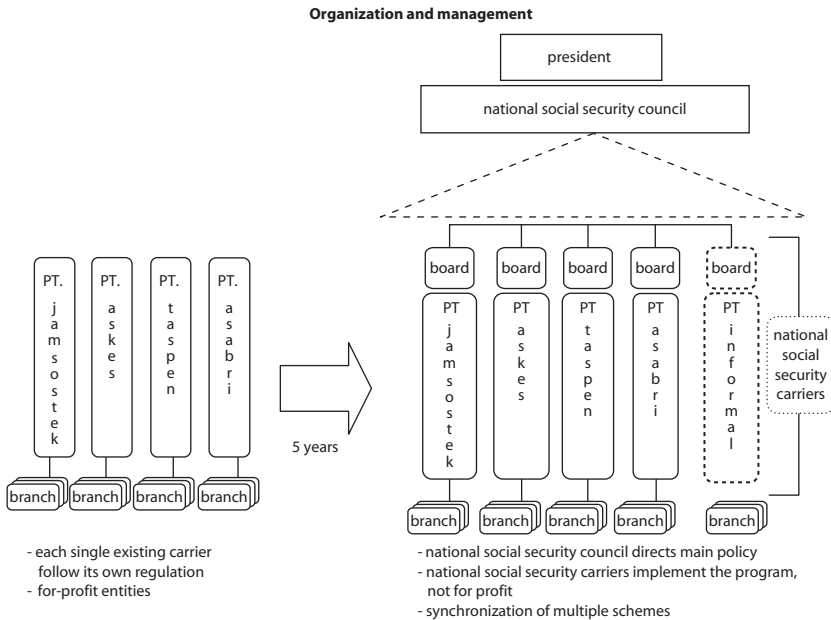 Organization and management
president
national social security council
PT. jamsostek
PT. askes
PT. taspen
PT. asabri
branch
branch
branch
branch
5 years
board
board
board
board
board
PT jamsostek
PT askes
PT taspen
PT asabri
PT informal
national
social
security
carriers
branch
branch
branch
branch
branch
- each single existing carrier
follow its own regulation
- for-profit entities
- national social security council directs main policy
- national social security carriers implement the program,
not for profit
- synchronization of multiple schemes